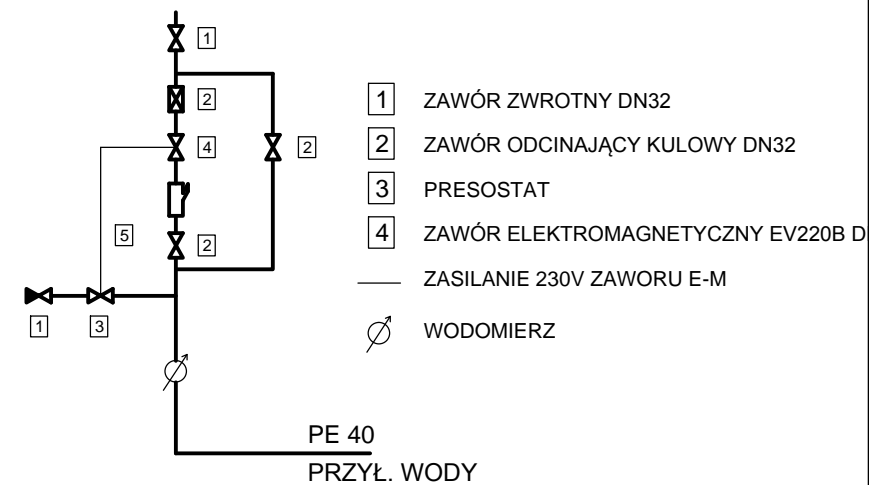 1
2
4
2
2
5
1
3
1 ZAWÓR ZWROTNY DN32
2 ZAWÓR ODCINAJĄCY KULOWY DN32
3 PRESOSTAT
4 ZAWÓR ELEKTROMAGNETYCZNY EV220B D
ZASILANIE 230V ZAWORU E-M
WODOMIERZ
PE 40
PRZYŁ. WODY